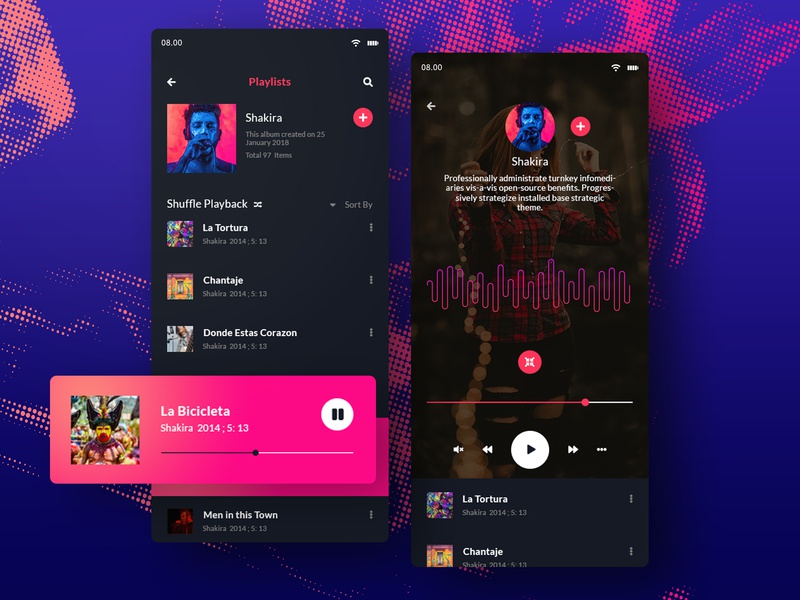 08.00
Playlists
Shakira
This album created on 25
January 2018
Total 97 Items
Shuffle Playback
Sort By
La Tortura
Shakira 2014 ; 5: 13
Chantaje
Shakira 2014 ; 5: 13
Donde Estas Corazon
Shakira 2014 ; 5: 13
La Bicicleta
Shakira 2014 ; 5: 13
Men in this Town
Shakira 2014 ; 5: 13
08.00
Shakira
Professionally administrate turnkey infomedi-
aries vis-a-vis open-source benefits. Progres-
sively strategize installed base strategic
theme.
La Tortura
Shakira 2014 ; 5: 13
Chantaje
Shakira 2014 ; 5: 13